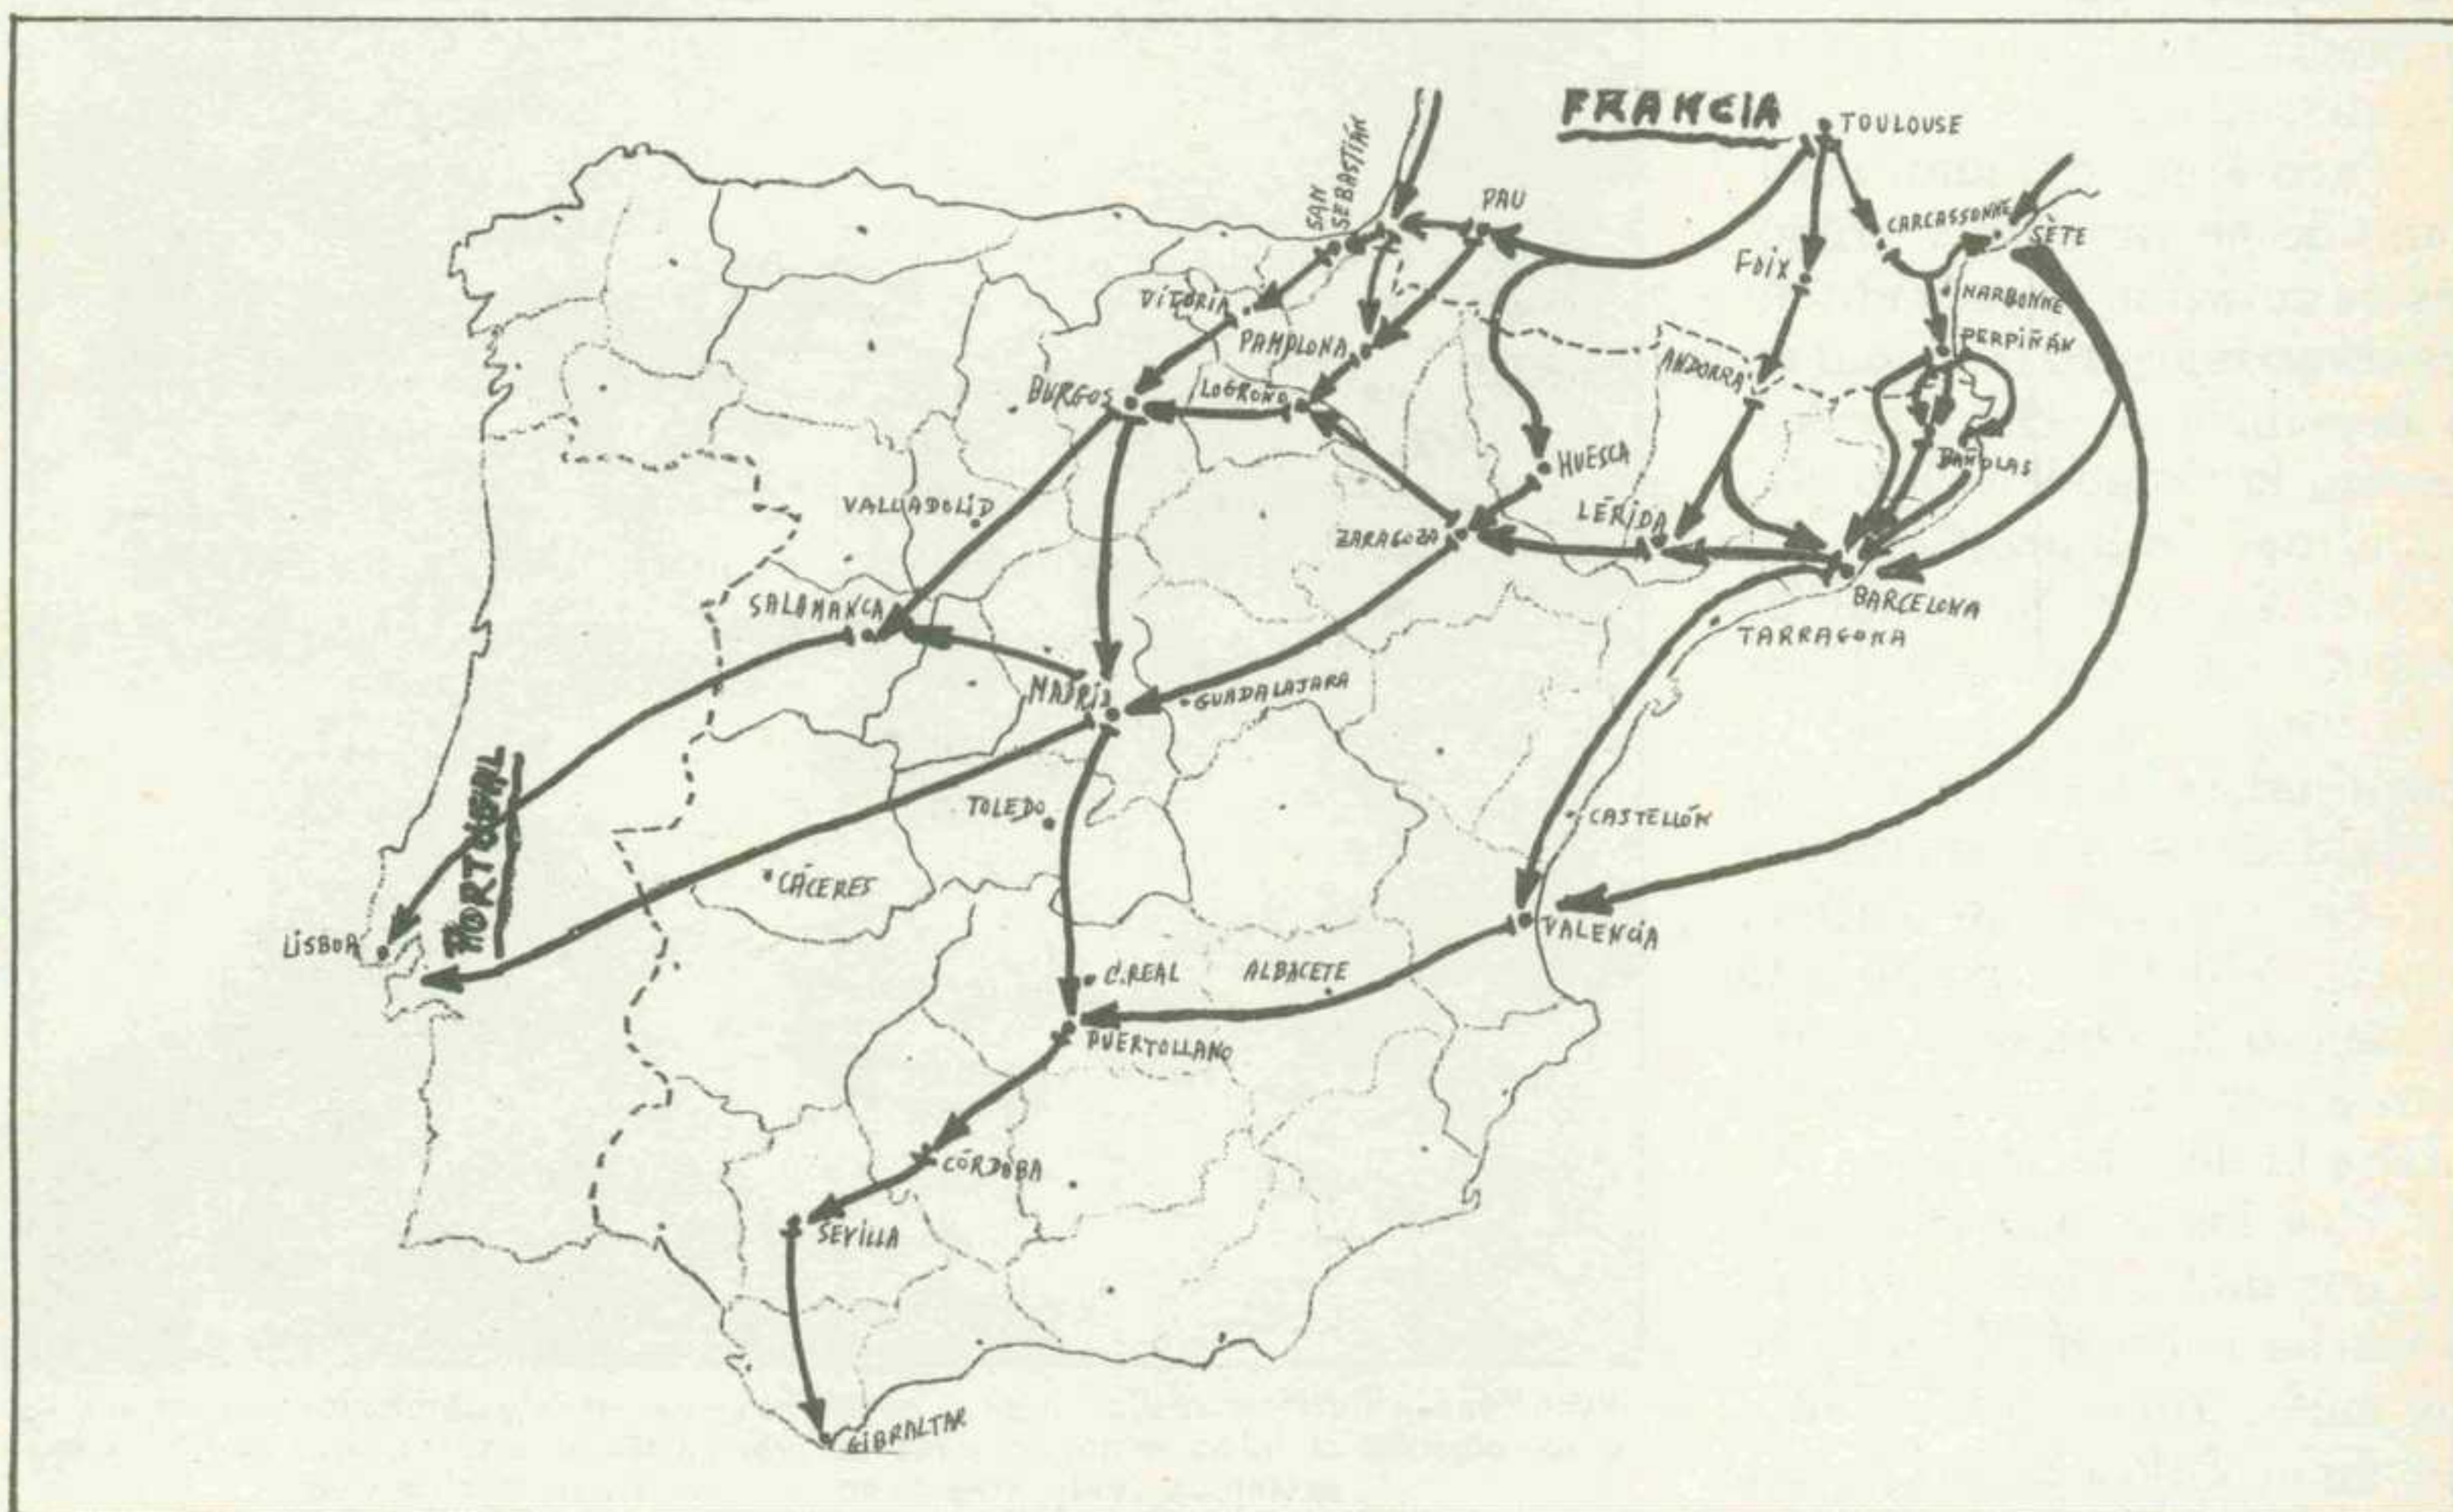 FRANCIA
TOULOUSE
SAN
SEBASTIÁN
PAU
CARCASSONNE
SÈTE
FOIX
NARBONNE
VITORIA
PAMPLONA
PERPIÑÁN
ANDORRA
BURGOS
LOGROÑO
HUESCA
BAÑOLAS
VALLADOLID
LÉRIDA
ZARAGOZA
SALAMANCA
BARCELONA
TARRAGONA
MADRID
GUADALAJARA
PORTUGAL
TOLEDO
CASTELLÓN
CÁCERES
LISBOA
VALENCIA
C.REAL
ALBACETE
PUERTOLLANO
CÓRDOBA
SEVILLA
GIBRALTAR